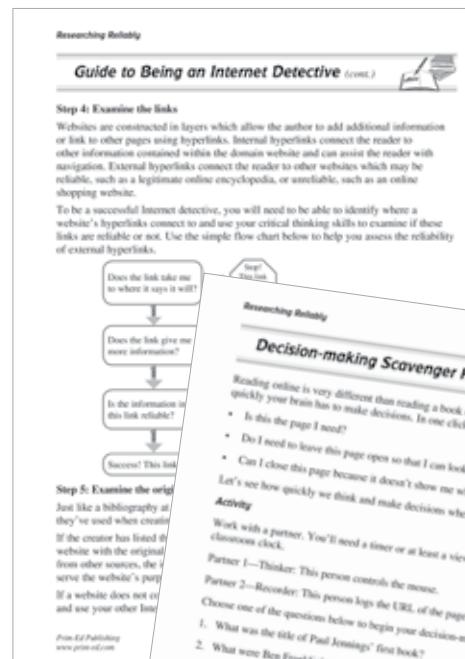 Researching Reliably
Guide to Being an Internet Detective (cont.)
Step 4: Examine the links
Websites are constructed in layers which allow the author to add additional information
or link to other pages using hyperlinks. Internal hyperlinks connect the reader to
other information contained within the domain website and can assist the reader with
navigation. External hyperlinks connect the reader to other websites which may be
reliable, such as a legitimate online encyclopedia, or unreliable, such as an online
shopping website.
To be a successful Internet detective, you will need to be able to identify where a
website's hyperlinks connect to and use your critical thinking skills to examine if these
links are reliable or not. Use the simple flow chart below to help you assess the reliability
of external hyperlinks.
Does the link take me
to where it says it will?
Stop!
This link
Does the link give me
more information?
Is the information in
this link reliable?
Success! This link
Step 5: Examine the orig
Just like a bibliography at
they've used when creatin
If the creator has listed th
website with the original
from other sources, the i
serve the website's purp
If a website does not co
and use your other Inte
Prim-Ed Publishing
www.prim-ed.com
Researching Reliably
Decision-making Scavenger
Reading online is very different than reading a book
quickly your brain has to make decisions. In one clic
• Is this the page I need?
• Do I need to leave this page open so that I can look
• Can I close this page because it doesn't show me w
Let's see how quickly we think and make decisions whe
Activity
Work with a partner. You'll need a timer or at least a view
classroom clock.
Partner 1—Thinker: This person controls the mouse.
Partner 2—Recorder: This person logs the URL of the page
Choose one of the questions below to begin your decision-m
1. What was the title of Paul Jennings' first book?
2. What were Ben